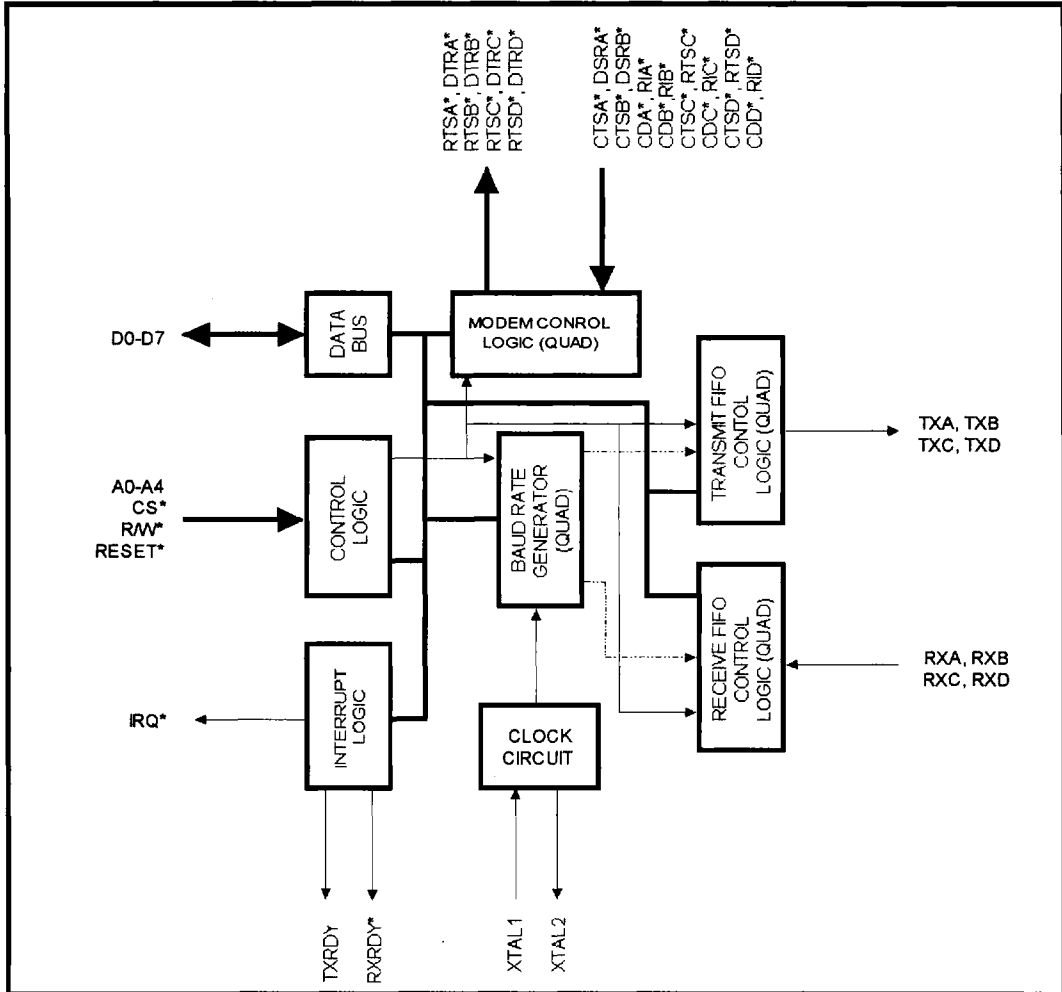 RTSA*, DTRA*
RTSB*, DTRB*
RTSC*, DTRC*
RTSD*, DTRD*
CTSA*, DSRA*
CTSB*, DSRB*
CDA*, RIA*
CDB*, RIB*
CTSC*, RTSC*
CDC*, RIC*
CTSD*, RTSD*
CDD*, RID*
D0-D7
DATA
BUS
MODEM CONROL
LOGIC (QUAD)
TRANSMIT FIFO
CONTOL
LOGIC (QUAD)
TXA, TXB
TXC, TXD
A0-A4
CS*
R/W*
RESET*
CONTROL
LOGIC
BAUD RATE
GENERATOR
(QUAD)
RECEIVE FIFO
CONTROL
LOGIC (QUAD)
RXA, RXB
RXC, RXD
IRQ*
INTERRUPT
LOGIC
CLOCK
CIRCUIT
TXRDY
RXRDY*
XTAL1
XTAL2